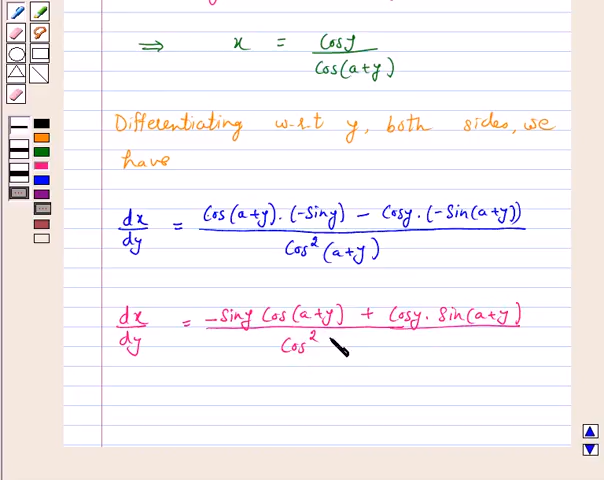 ⇒ x = Cosy / Cos(a+y)
Differentiating w.r.t y, both sides, we
have
dx/dy = Cos(a+y).(-Siny) - Cosy.(-Sin(a+y)) / Cos²(a+y)
dx/dy = -Siny Cos(a+y) + Cosy. Sin(a+y) / Cos²